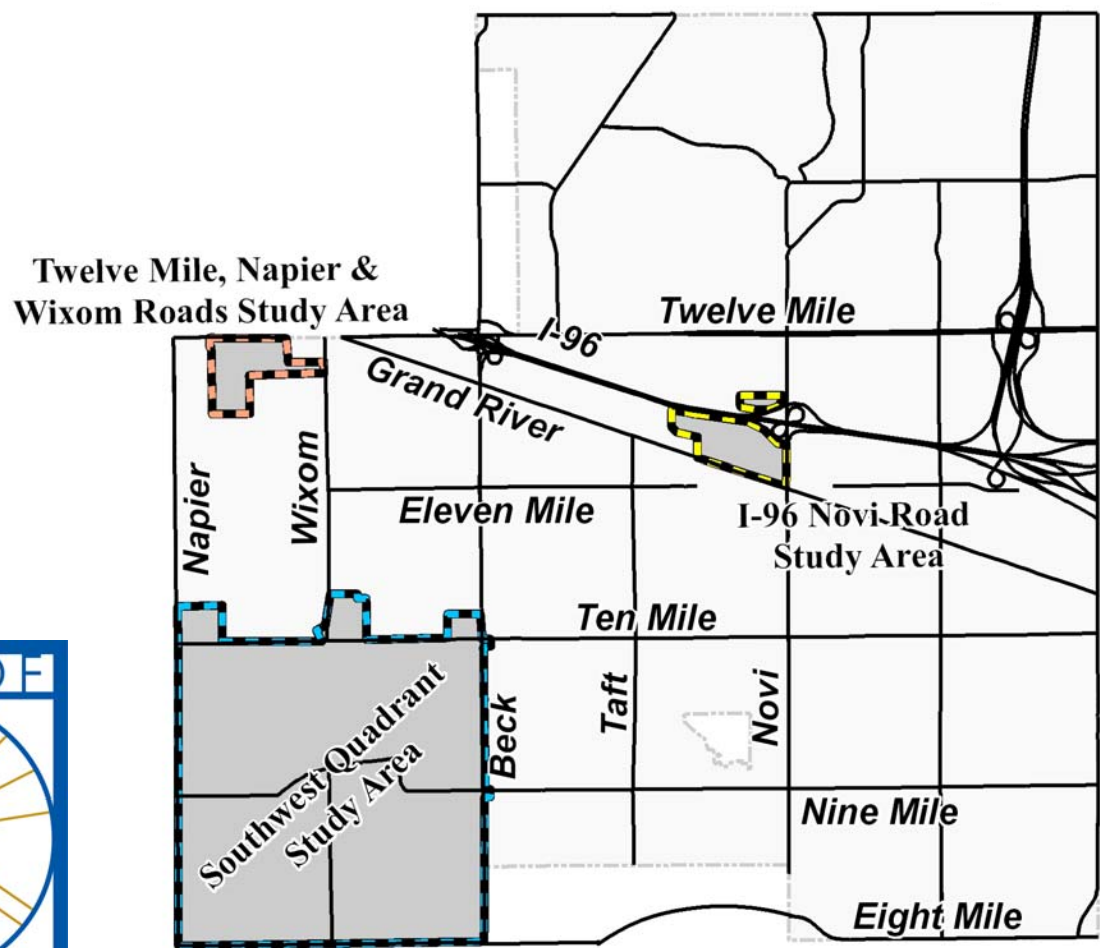 Twelve Mile, Napier &
Wixom Roads Study Area
Twelve Mile
I-96
Grand River
Napier
Wixom
Eleven Mile
I-96 Novi Road
Study Area
Ten Mile
Southwest Quadrant
Study Area
Beck
Taft
Novi
Nine Mile
Eight Mile